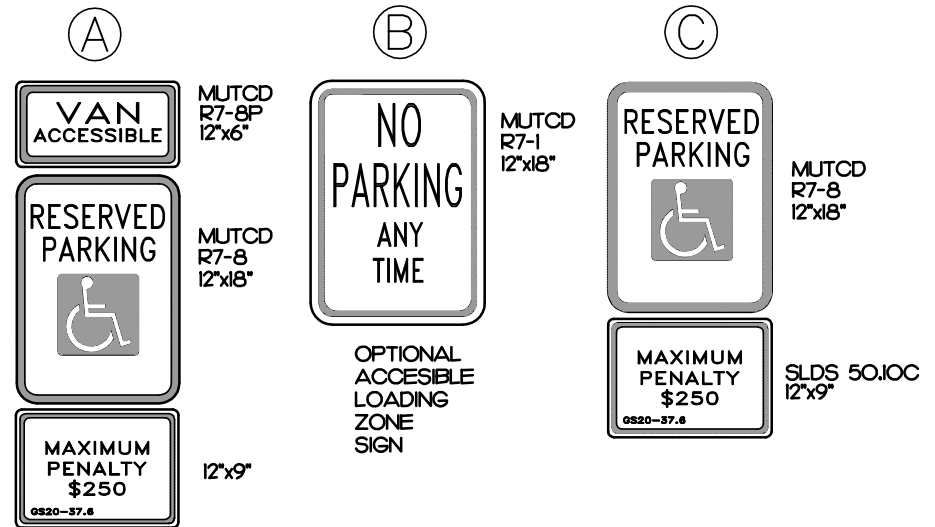 A
VAN
ACCESSIBLE
MUTCD
R7-8P
12"x6"
RESERVED
PARKING
MUTCD
R7-8
12"x18"
MAXIMUM
PENALTY
$250
GS20-37.6
12"x9"
B
NO
PARKING
ANY
TIME
MUTCD
R7-1
12"x18"
OPTIONAL
ACCESIBLE
LOADING
ZONE
SIGN
C
RESERVED
PARKING
MUTCD
R7-8
12"x18"
MAXIMUM
PENALTY
$250
GS20-37.6
SLDS 50.10C
12"x9"